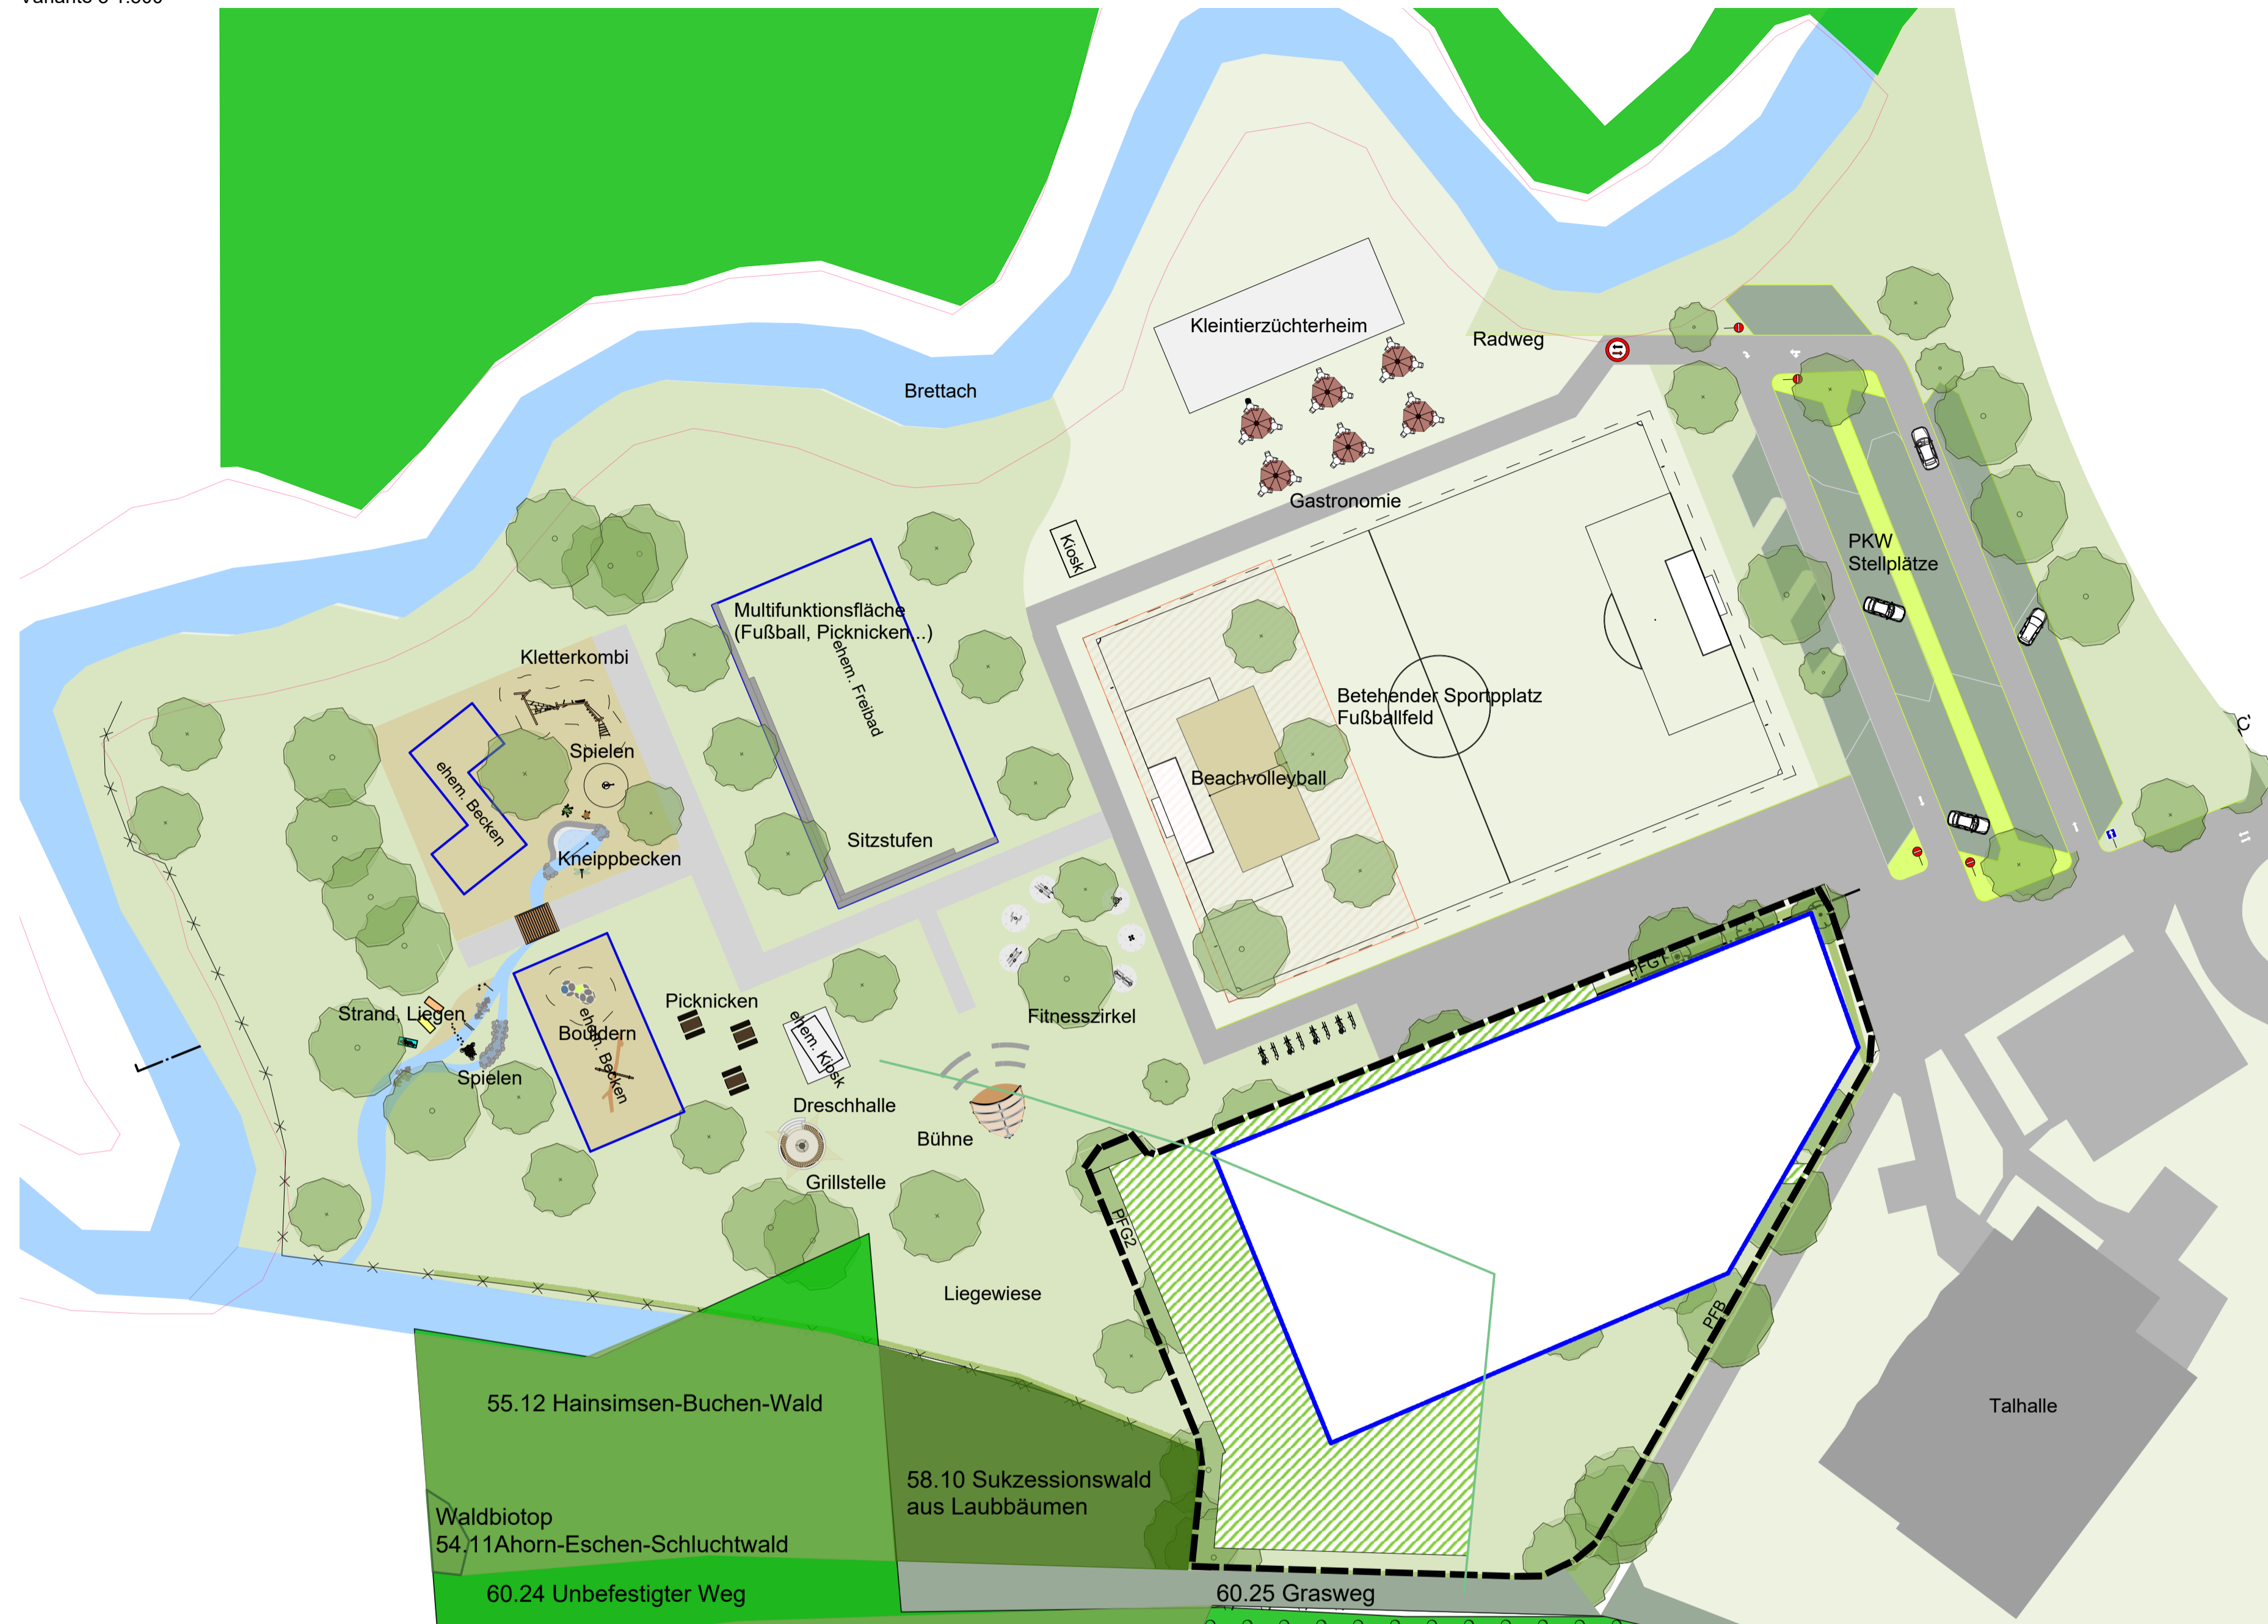 Kleintierzüchterheim
Radweg
Brettach
Gastronomie
Kiosk
PKW
Stellplätze
Multifunktionsfläche
(Fußball, Picknicken...)
ehem. Freibad
Kletterkombi
Betehender Sportpplatz
Fußballfeld
Spielen
ehem. Becken
Beachvolleyball
Sitzstufen
Kneippbecken
PFG1
Picknicken
Strand, Liegen
Fitnesszirkel
Bouldern
ehem. Becken
ehem. Kiosk
Spielen
Dreschhalle
Bühne
Grillstelle
PFG2
Liegewiese
PFB
55.12 Hainsimsen-Buchen-Wald
Talhalle
58.10 Sukzessionswald
aus Laubbäumen
Waldbiotop
54.11Ahorn-Eschen-Schluchtwald
60.24 Unbefestigter Weg
60.25 Grasweg